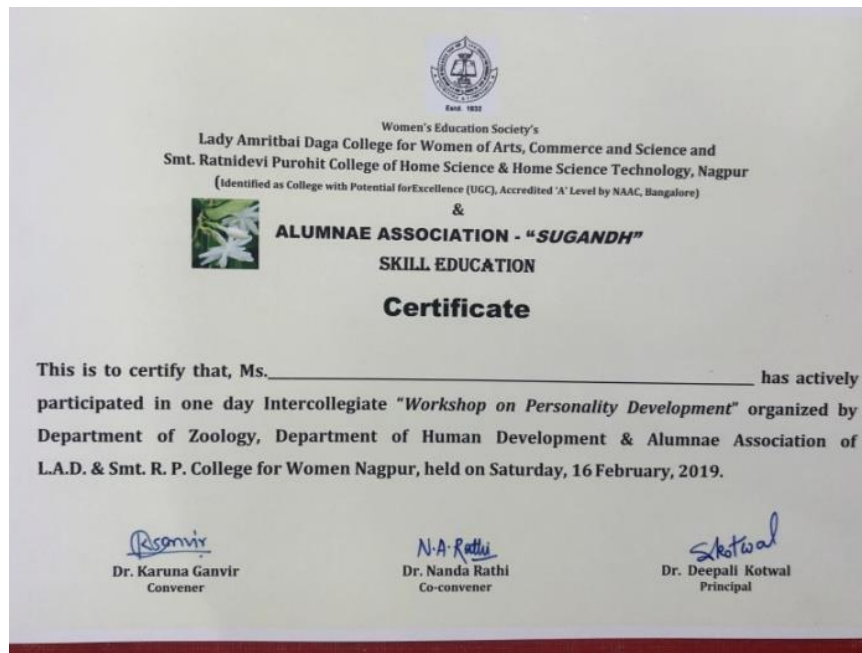 Estd. 1932
Women's Education Society's
Lady Amritbai Daga College for Women of Arts, Commerce and Science and
Smt. Ratnidevi Purohit College of Home Science & Home Science Technology, Nagpur
(Identified as College with Potential forExcellence (UGC), Accredited 'A' Level by NAAC, Bangalore)
&
ALUMNAE ASSOCIATION - "SUGANDH"
SKILL EDUCATION
Certificate
This is to certify that, Ms. has actively
participated in one day Intercollegiate "Workshop on Personality Development" organized by
Department of Zoology, Department of Human Development & Alumnae Association of
L.A.D. & Smt. R. P. College for Women Nagpur, held on Saturday, 16 February, 2019.
N.A. Rathi
Skotwal
Dr. Karuna Ganvir
Dr. Nanda Rathi
Dr. Deepali Kotwal
Convener
Co-convener
Principal